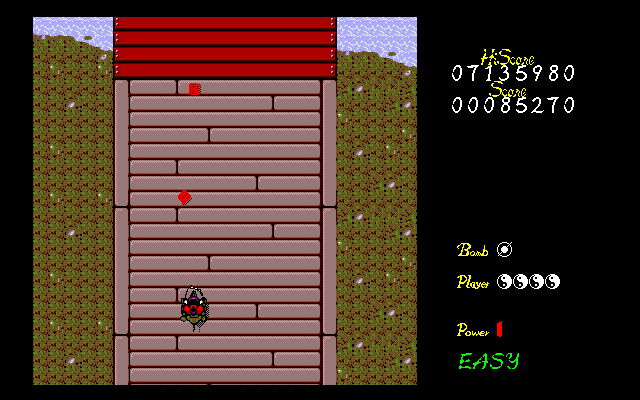 HiScore
07135980
Score
00085270
Bomb
Player
Power
EASY